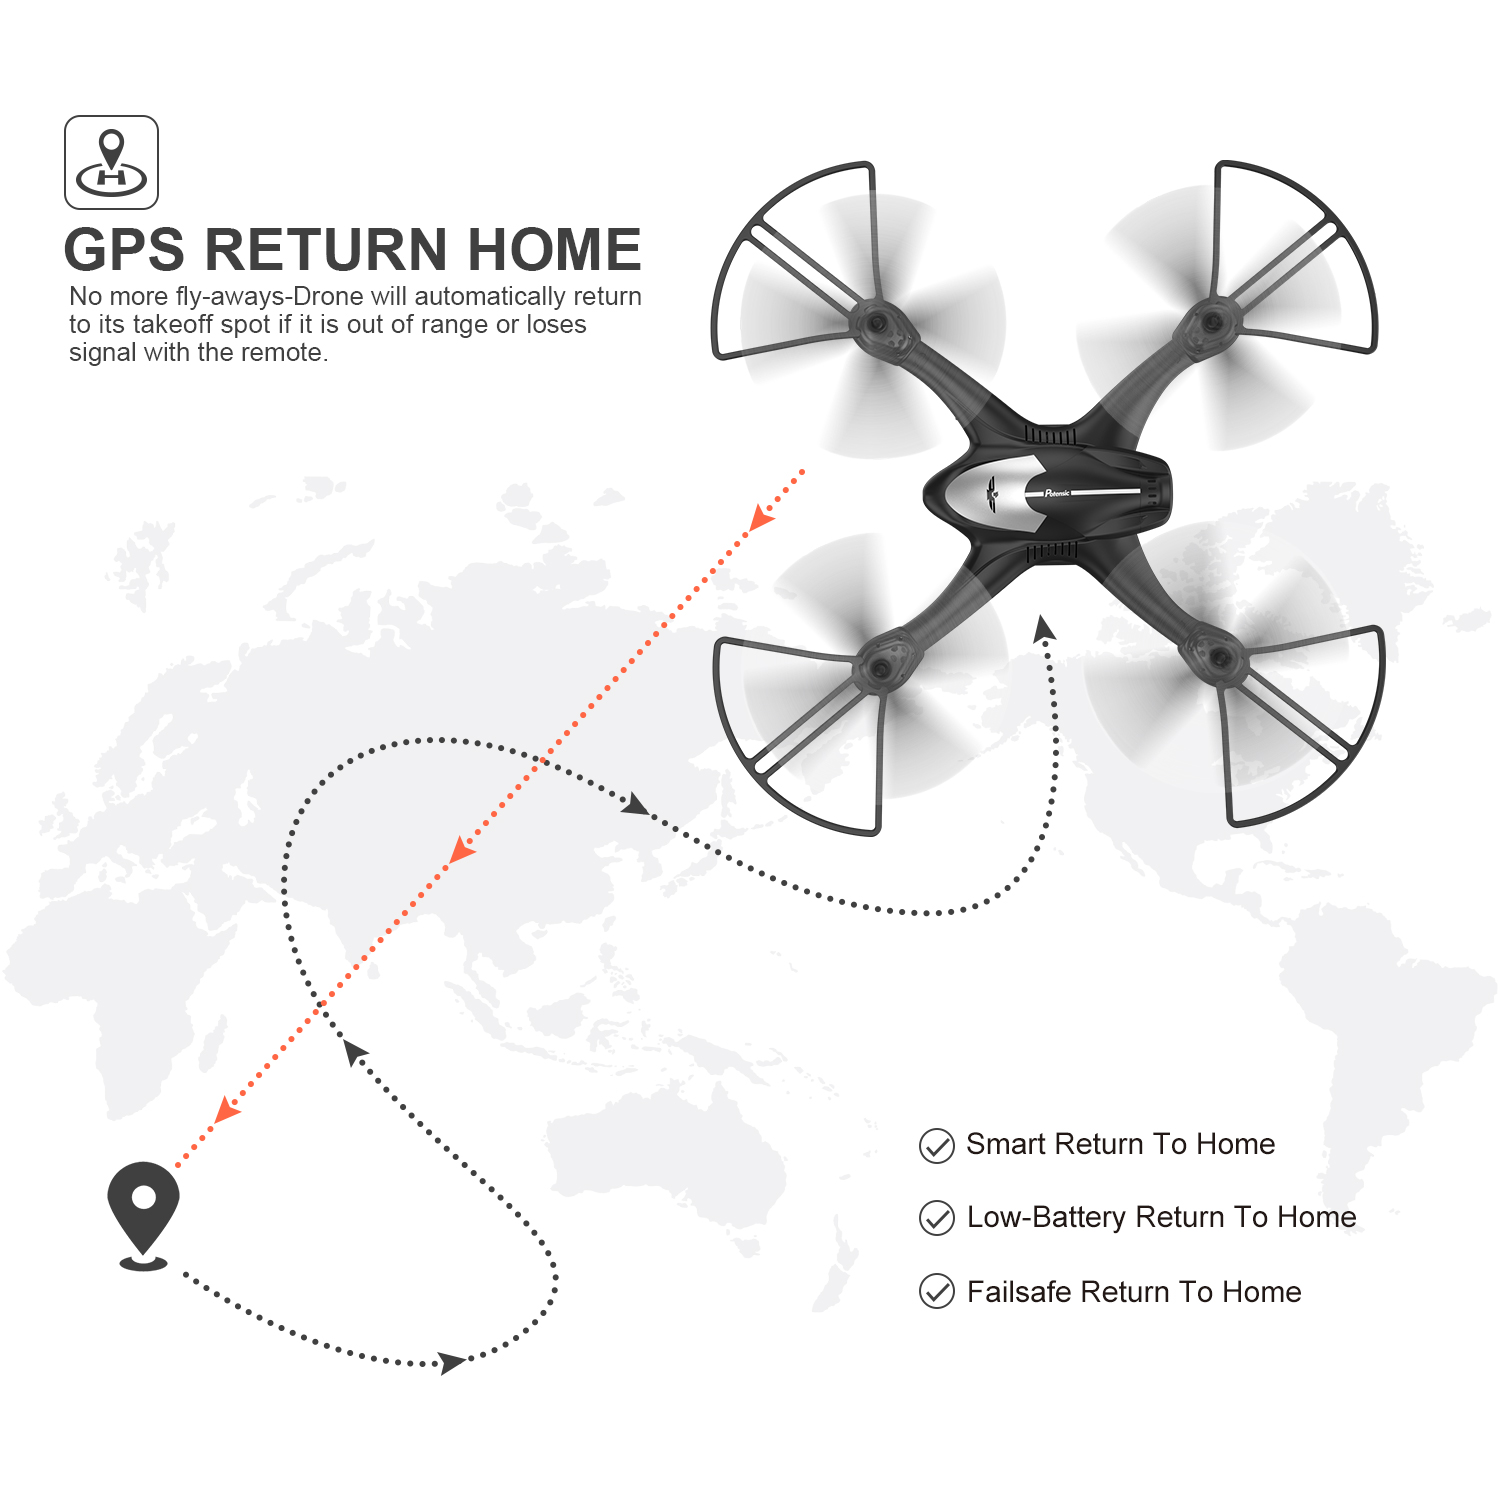 GPS RETURN HOME
No more fly-aways-Drone will automatically return
to its takeoff spot if it is out of range or loses
signal with the remote.
Potensic
Smart Return To Home
Low-Battery Return To Home
Failsafe Return To Home